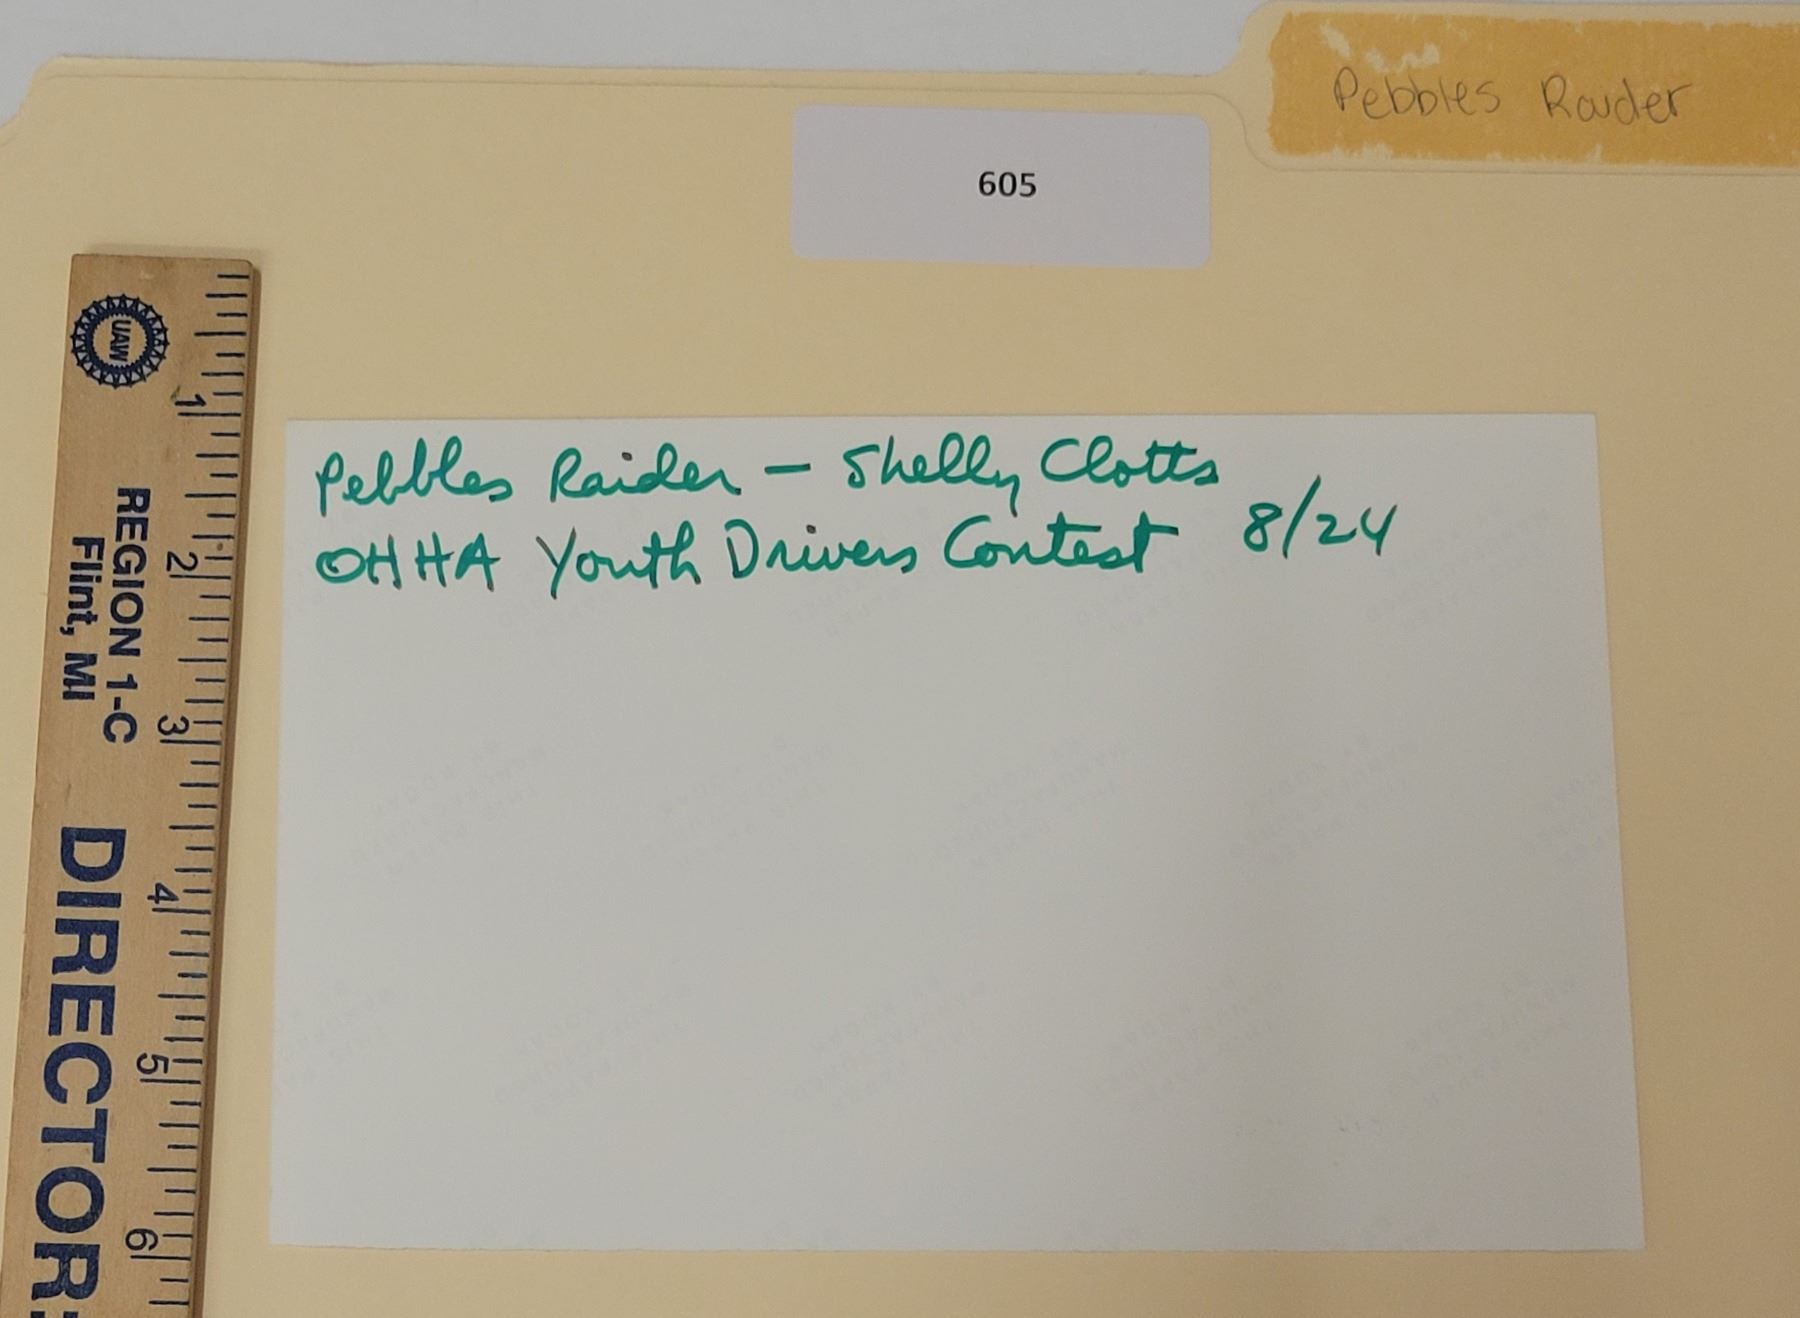 Pebbles Raider
605
Pebbles Raider - Shelly Clotts
OHHA Youth Drivers Contest 8/24
UAW
REGION 1-C
Flint, MI
DIRECTOR:
1
2
3
4
5
6